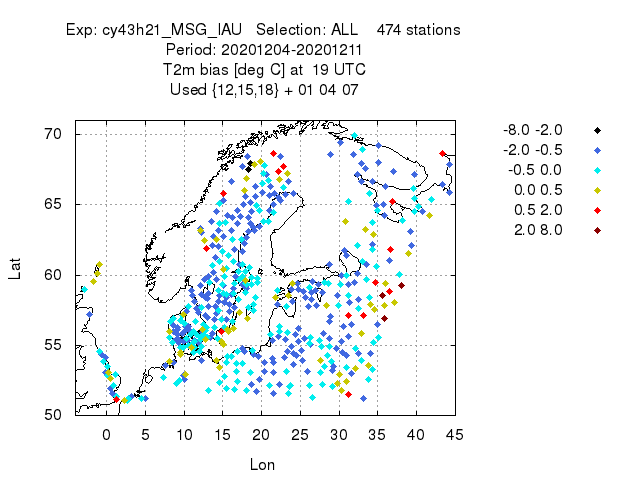 Exp: cy43h21_MSG_IAU Selection: ALL 474 stations
Period: 20201204-20201211
T2m bias [deg C] at 19 UTC
Used {12,15,18} + 01 04 07
70
65
60
55
50
Lat
0 5 10 15 20 25 30 35 40 45
Lon
-8.0 -2.0
-2.0 -0.5
-0.5 0.0
0.0 0.5
0.5 2.0
2.0 8.0